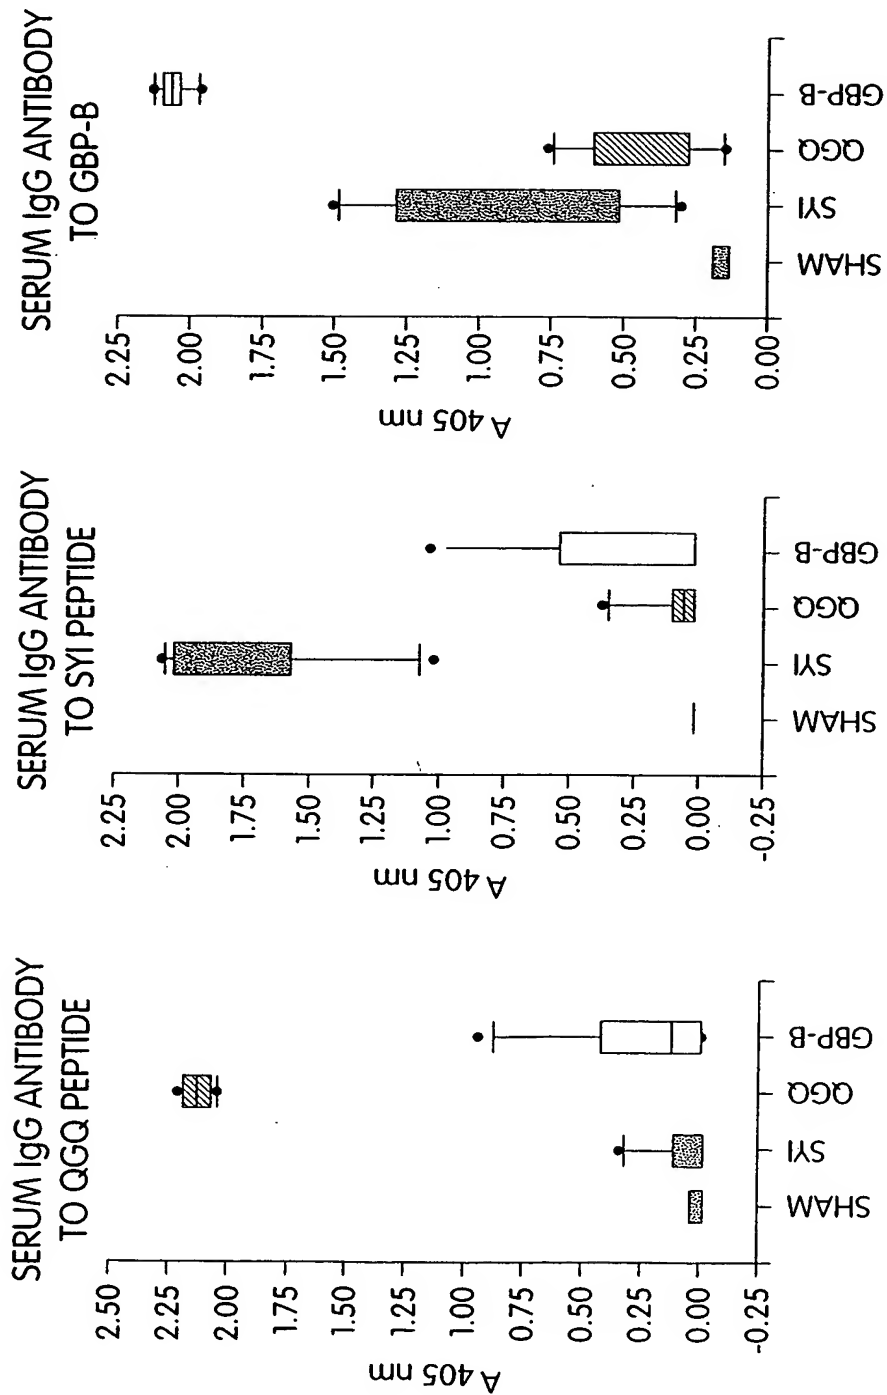 SERUM IgG ANTIBODY
TO QGQ PEPTIDE
A 405 nm
2.50
2.25
2.00
1.75
1.50
1.25
1.00
0.75
0.50
0.25
0.00
-0.25
SHAM
SYI
QGQ
GBP-B
SERUM IgG ANTIBODY
TO SYI PEPTIDE
A 405 nm
2.25
2.00
1.75
1.50
1.25
1.00
0.75
0.50
0.25
0.00
-0.25
SHAM
SYI
QGQ
GBP-B
SERUM IgG ANTIBODY
TO GBP-B
A 405 nm
2.25
2.00
1.75
1.50
1.25
1.00
0.75
0.50
0.25
0.00
SHAM
SYI
QGQ
GBP-B